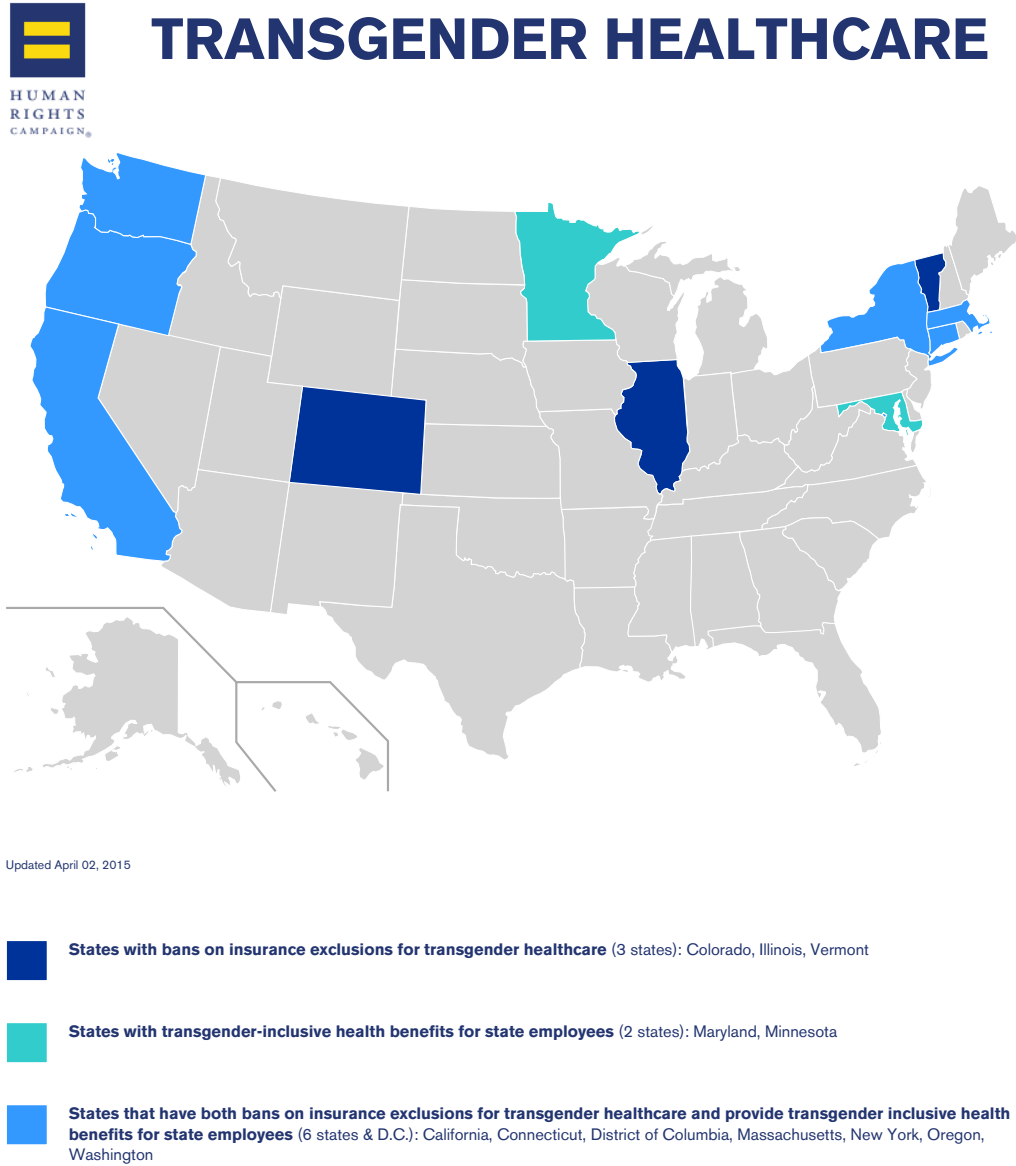 TRANSGENDER HEALTHCARE
HUMAN
RIGHTS
CAMPAIGN®
Updated April 02, 2015
States with bans on insurance exclusions for transgender healthcare (3 states): Colorado, Illinois, Vermont
States with transgender-inclusive health benefits for state employees (2 states): Maryland, Minnesota
States that have both bans on insurance exclusions for transgender healthcare and provide transgender inclusive health
benefits for state employees (6 states & D.C.): California, Connecticut, District of Columbia, Massachusetts, New York, Oregon,
Washington